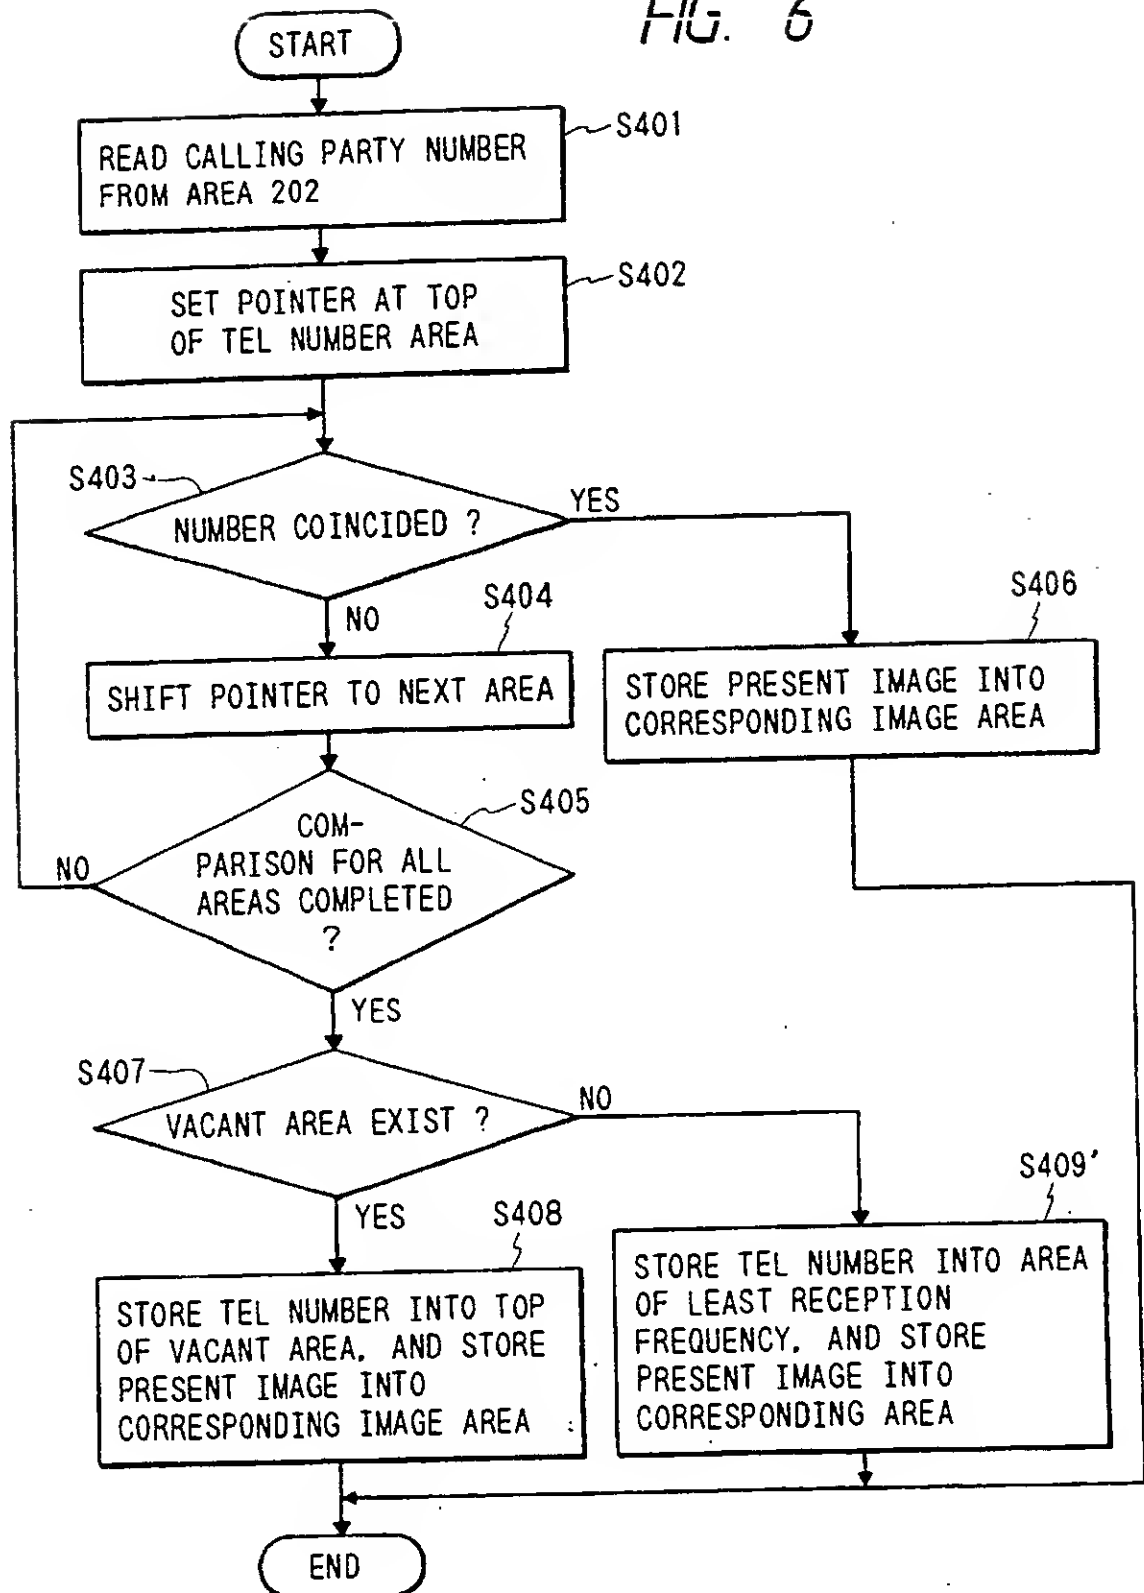 FIG. 6
START
S401
READ CALLING PARTY NUMBER
FROM AREA 202
S402
SET POINTER AT TOP
OF TEL NUMBER AREA
S403
NUMBER COINCIDED ?
YES
NO
S404
SHIFT POINTER TO NEXT AREA
S406
STORE PRESENT IMAGE INTO
CORRESPONDING IMAGE AREA
S405
COM-
PARISON FOR ALL
AREAS COMPLETED
?
NO
YES
S407
VACANT AREA EXIST ?
NO
YES
S408
STORE TEL NUMBER INTO TOP
OF VACANT AREA. AND STORE
PRESENT IMAGE INTO
CORRESPONDING IMAGE AREA
S409'
STORE TEL NUMBER INTO AREA
OF LEAST RECEPTION
FREQUENCY. AND STORE
PRESENT IMAGE INTO
CORRESPONDING AREA
END